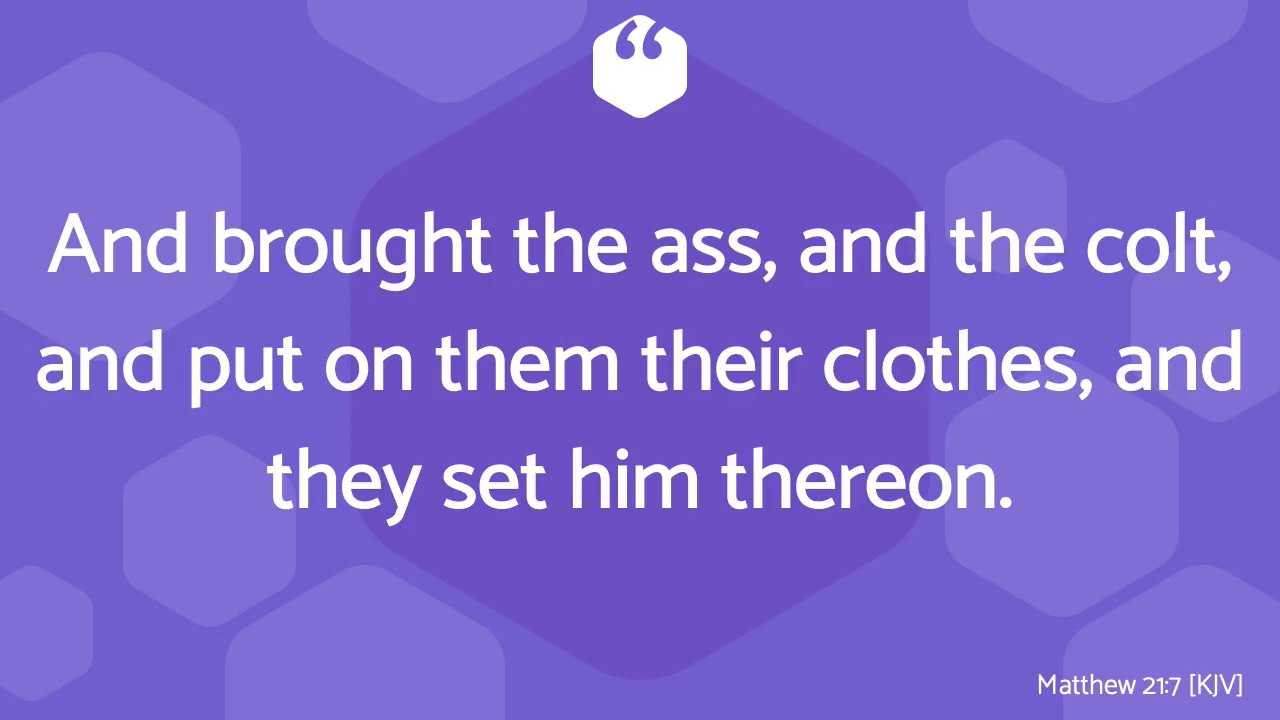 “
And brought the ass, and the colt,
and put on them their clothes, and
they set him thereon.
Matthew 21:7 [KJV]